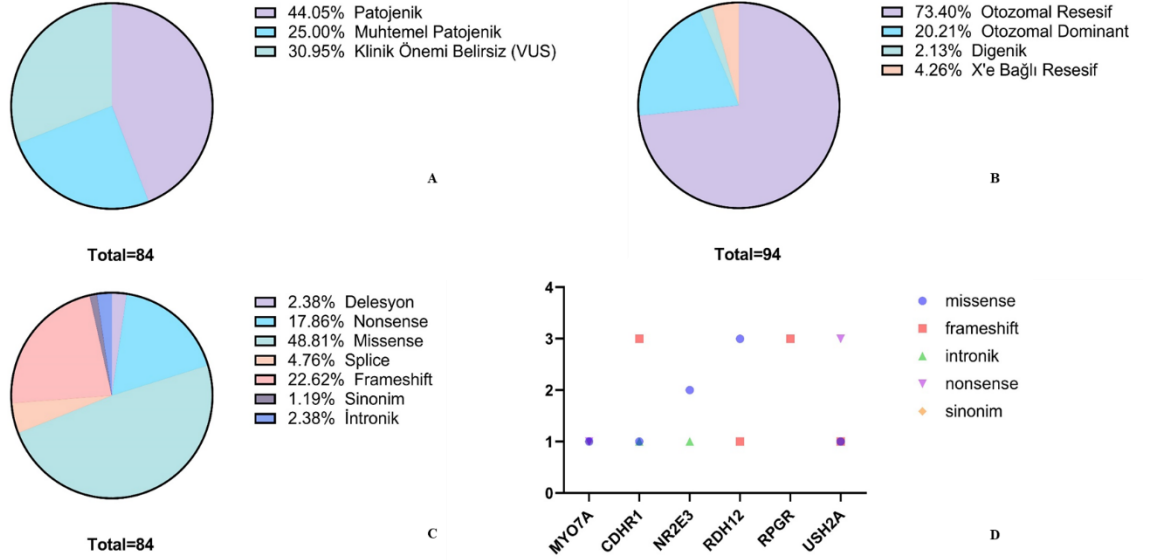 44.05% Patojenik
25.00% Muhtemel Patojenik
30.95% Klinik Önemi Belirsiz (VUS)
A
Total=84
73.40% Otozomal Resesif
20.21% Otozomal Dominant
2.13% Digenik
4.26% X'e Bağlı Resesif
B
Total=94
2.38% Delesyon
17.86% Nonsense
48.81% Missense
4.76% Splice
22.62% Frameshift
1.19% Sinonim
2.38% İntronik
C
Total=84
4
3
2
1
0
MYO7A
CDHR1
NR2E3
RDH12
RPGR
USH2A
missense
frameshift
intronik
nonsense
sinonim
D